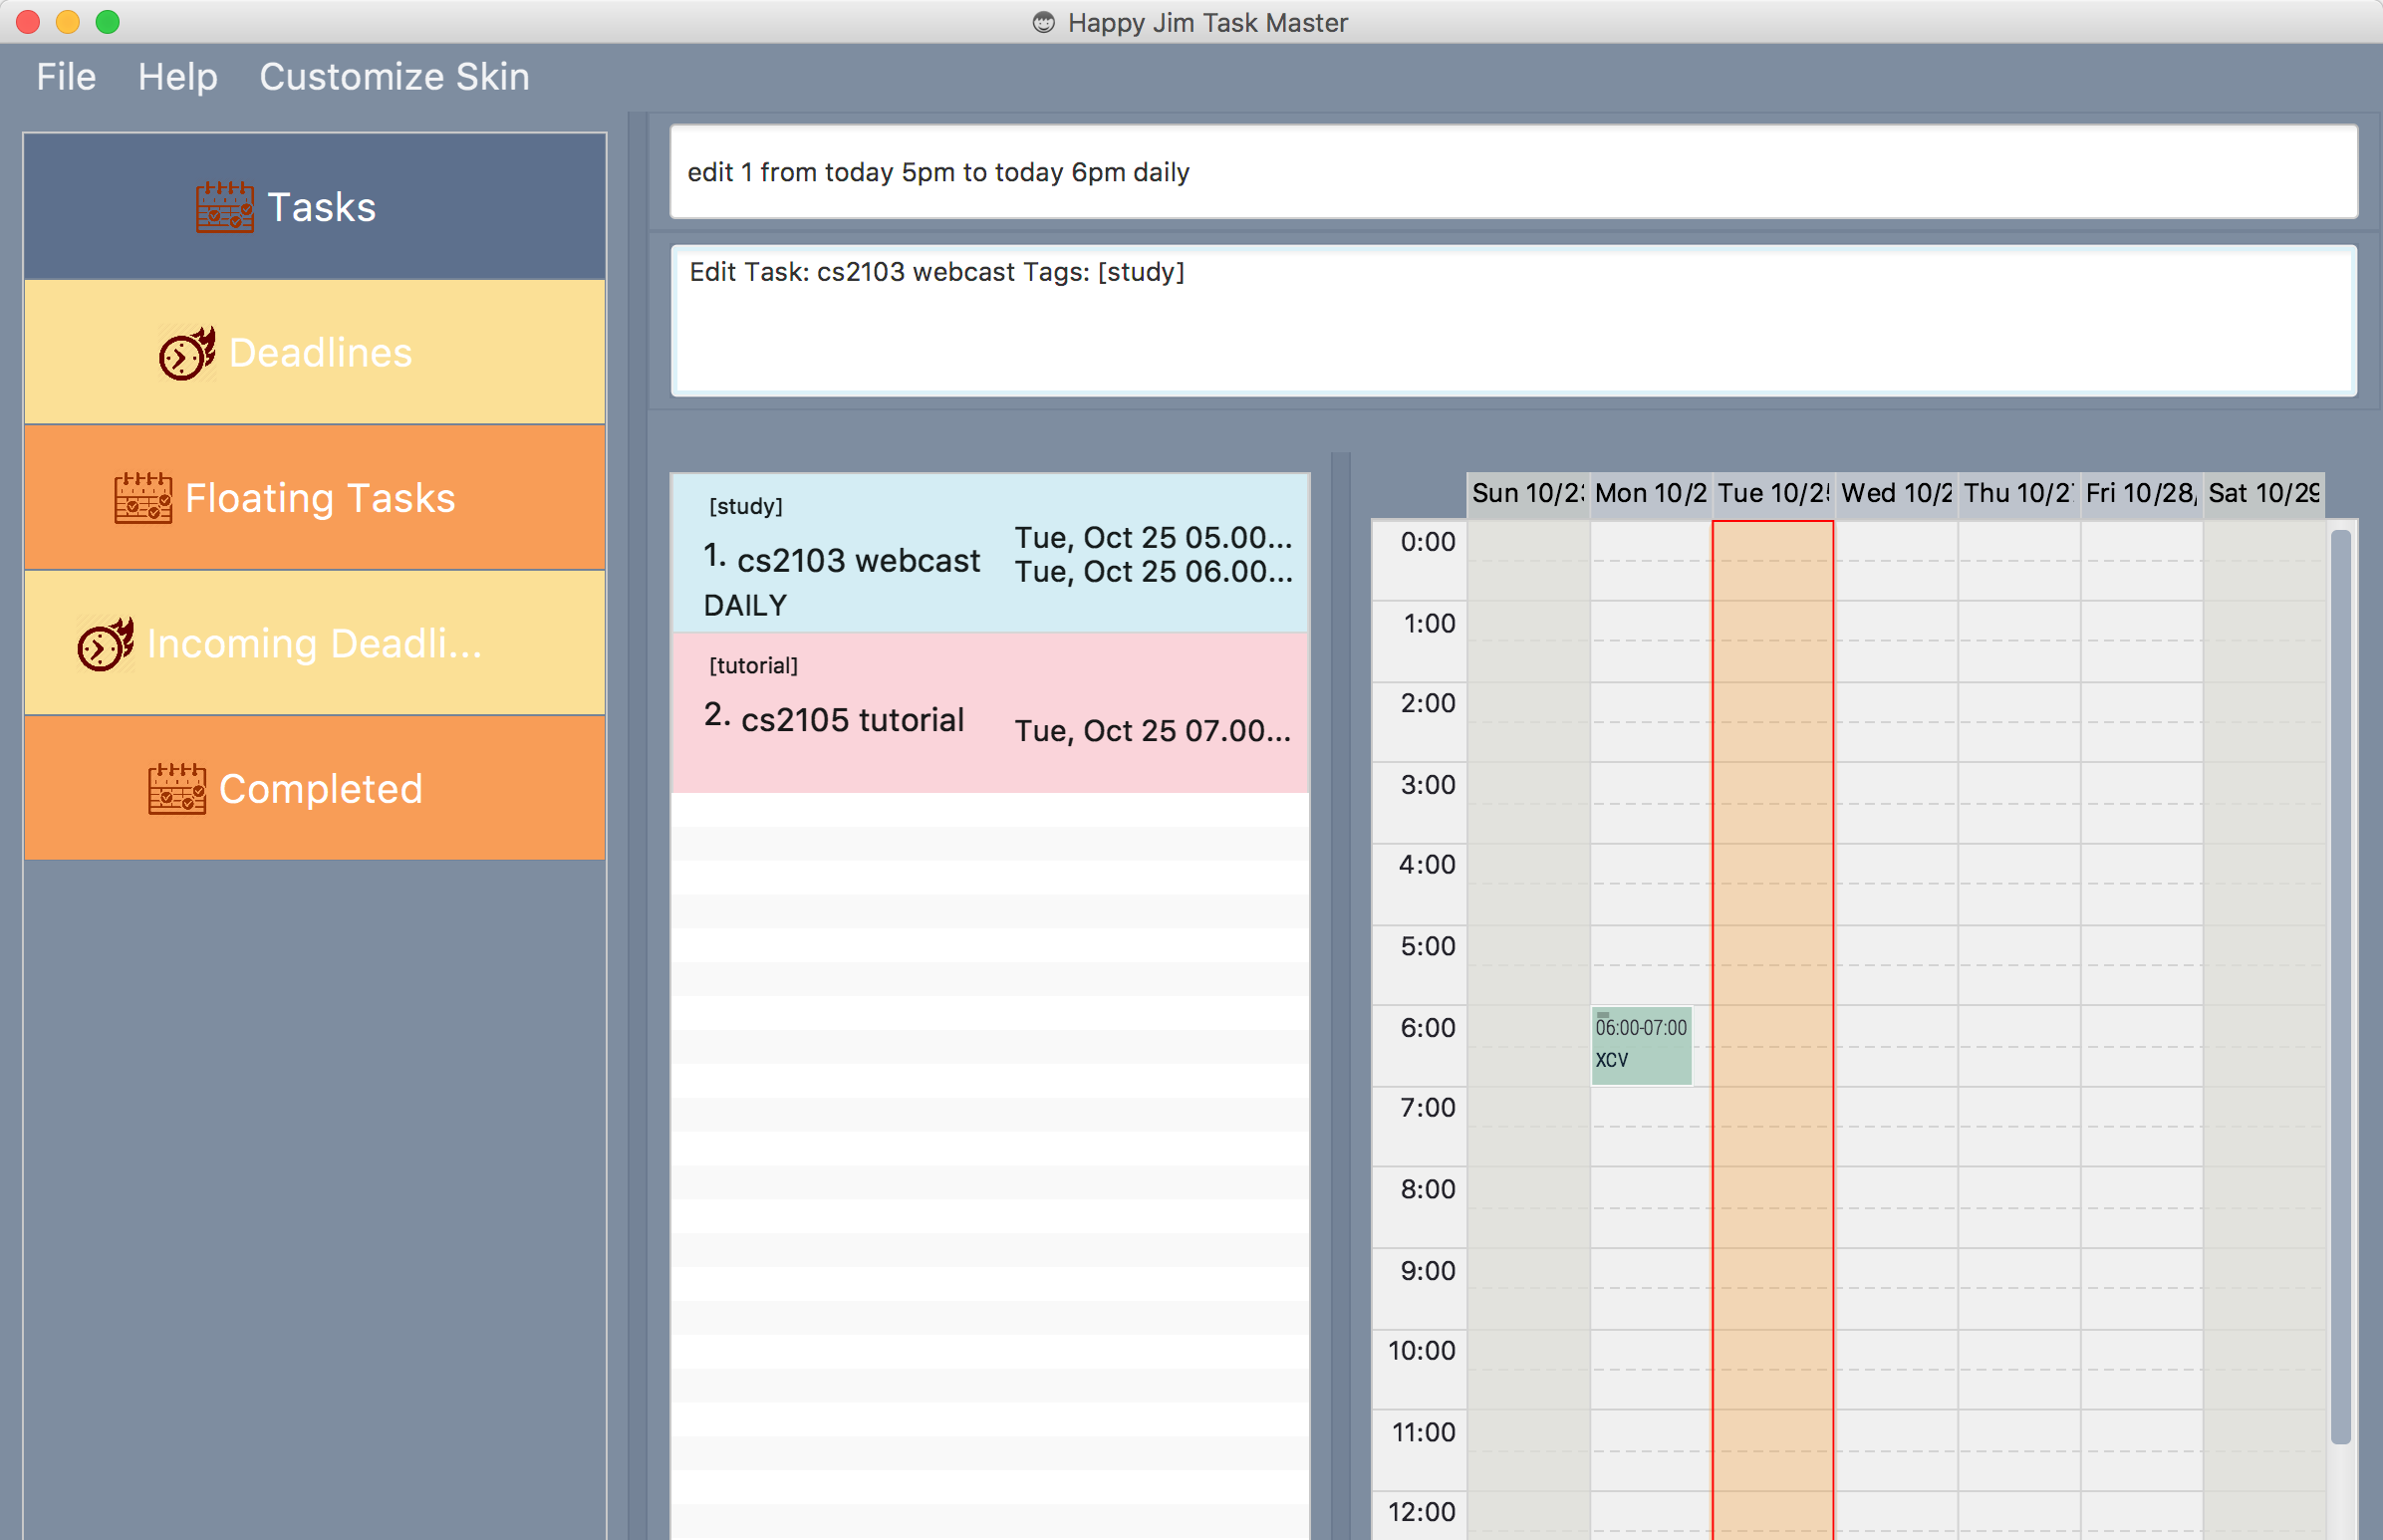 Happy Jim Task Master
File Help Customize Skin
Tasks
Deadlines
Floating Tasks
Incoming Deadli...
Completed
edit 1 from today 5pm to today 6pm daily
Edit Task: cs2103 webcast Tags: [study]
[study]
1. cs2103 webcast
Tue, Oct 25 05.00...
Tue, Oct 25 06.00...
DAILY
[tutorial]
2. cs2105 tutorial
Tue, Oct 25 07.00...
Sun 10/23 Mon 10/2 Tue 10/25 Wed 10/2 Thu 10/27 Fri 10/28, Sat 10/29
0:00
1:00
2:00
3:00
4:00
5:00
6:00
06:00-07:00
XCV
7:00
8:00
9:00
10:00
11:00
12:00